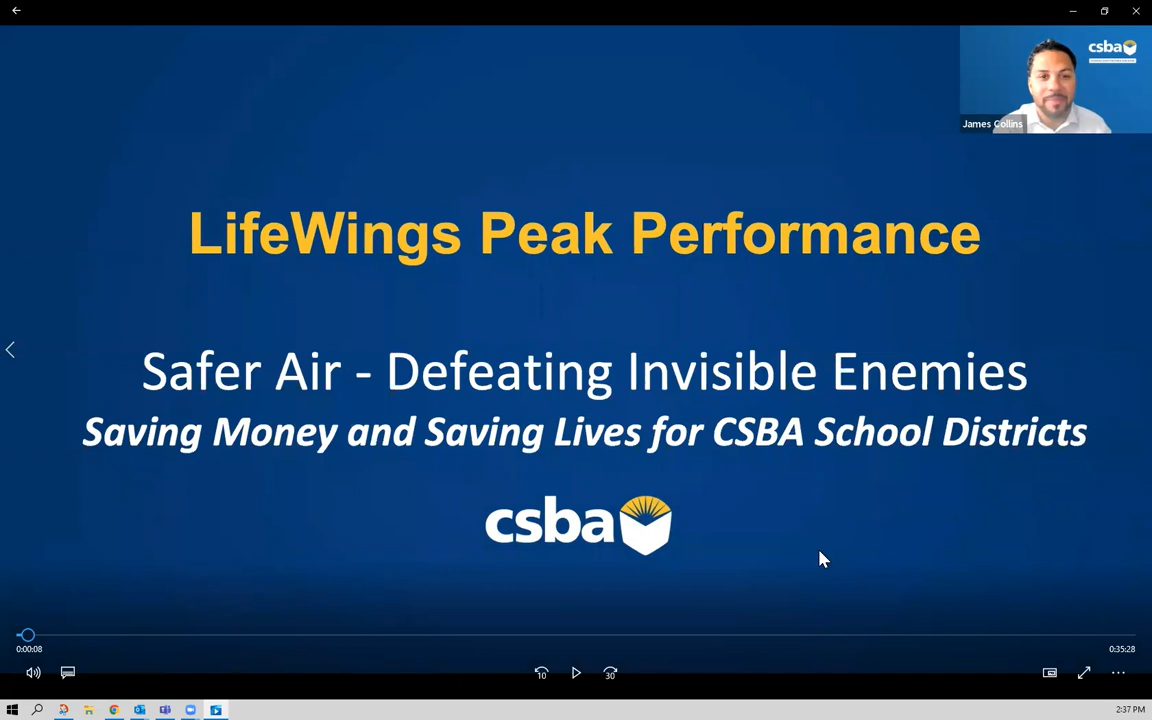 csba
James Collins
LifeWings Peak Performance
Safer Air - Defeating Invisible Enemies
Saving Money and Saving Lives for CSBA School Districts
csba
0:00:08
0:35:28
10
30
2:37 PM